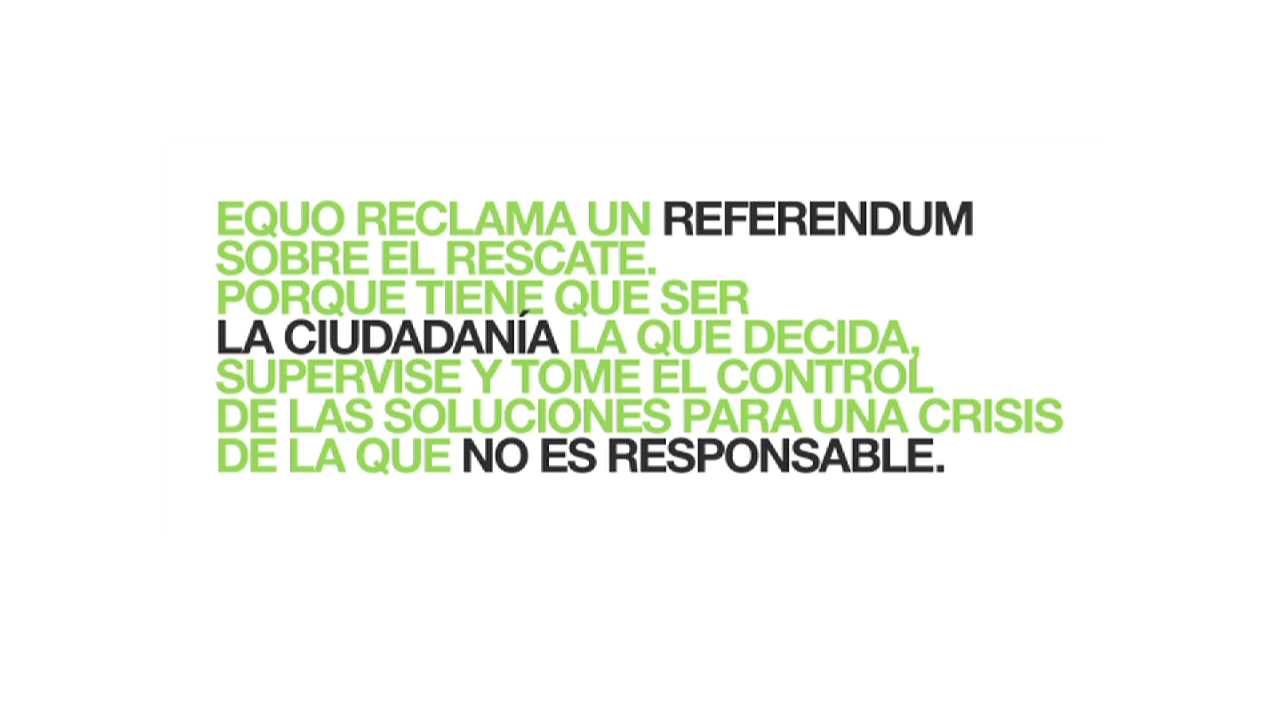 EQUO RECLAMA UN REFERENDUM
SOBRE EL RESCATE.
PORQUE TIENE QUE SER
LA CIUDADANÍA LA QUE DECIDA,
SUPERVISE Y TOME EL CONTROL
DE LAS SOLUCIONES PARA UNA CRISIS
DE LA QUE NO ES RESPONSABLE.